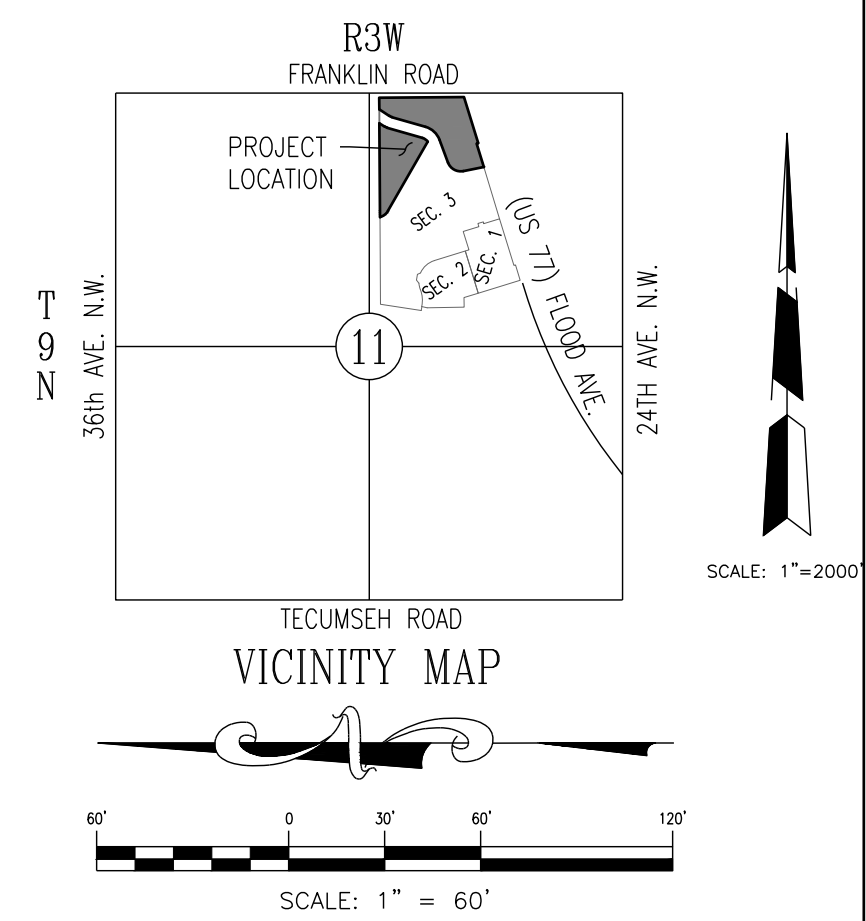 R3W
FRANKLIN ROAD
PROJECT
LOCATION
SEC. 3
SEC. 1
SEC. 2
(US 77) FLOOD AVE.
T
9
N
36th AVE. N.W.
11
24TH AVE. N.W.
SCALE: 1"=2000'
TECUMSEH ROAD
VICINITY MAP
N
60' 0 30' 60' 120'
SCALE: 1" = 60'